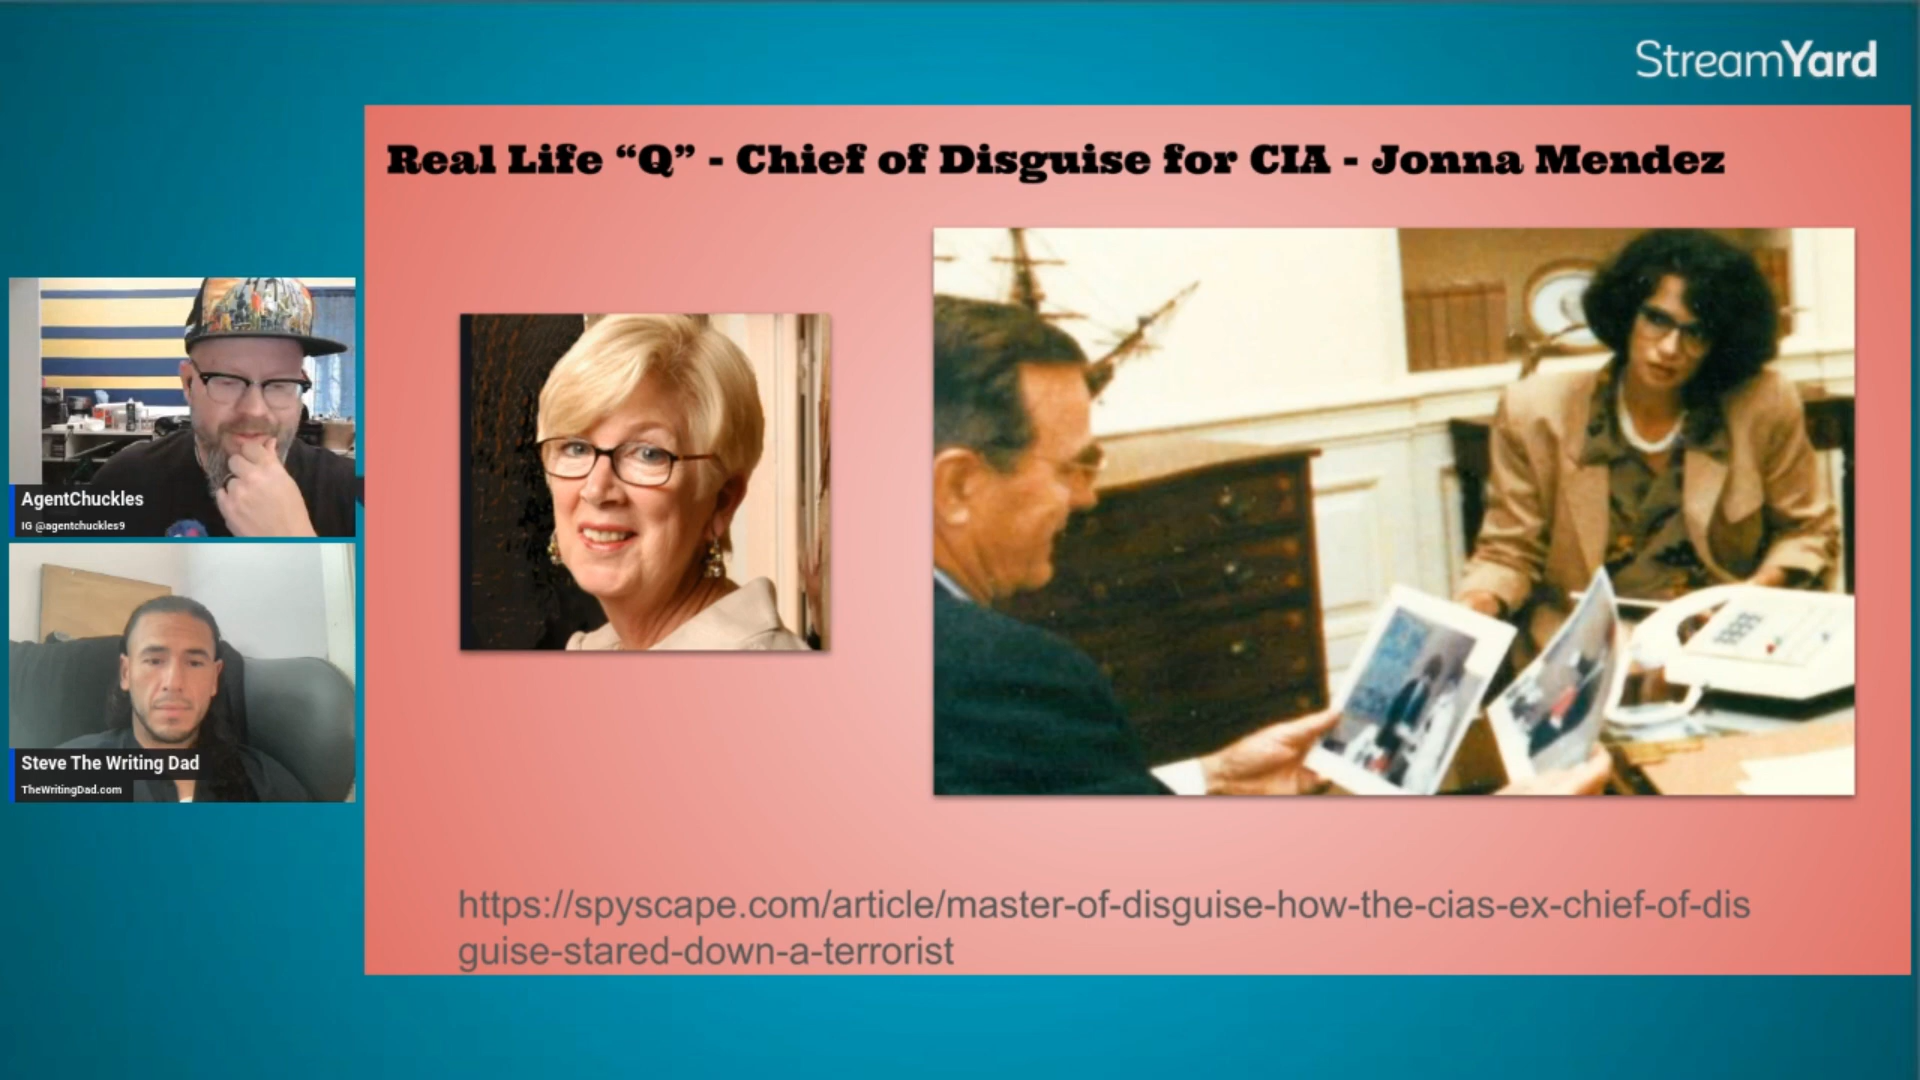 StreamYard
Real Life “Q” - Chief of Disguise for CIA - Jonna Mendez
AgentChuckles
IG @agentchuckles9
Steve The Writing Dad
TheWritingDad.com
https://spyscape.com/article/master-of-disguise-how-the-cias-ex-chief-of-dis
guise-stared-down-a-terrorist